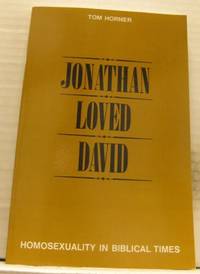 TOM HORNER
JONATHAN
LOVED
DAVID
HOMOSEXUALITY IN BIBLICAL TIMES